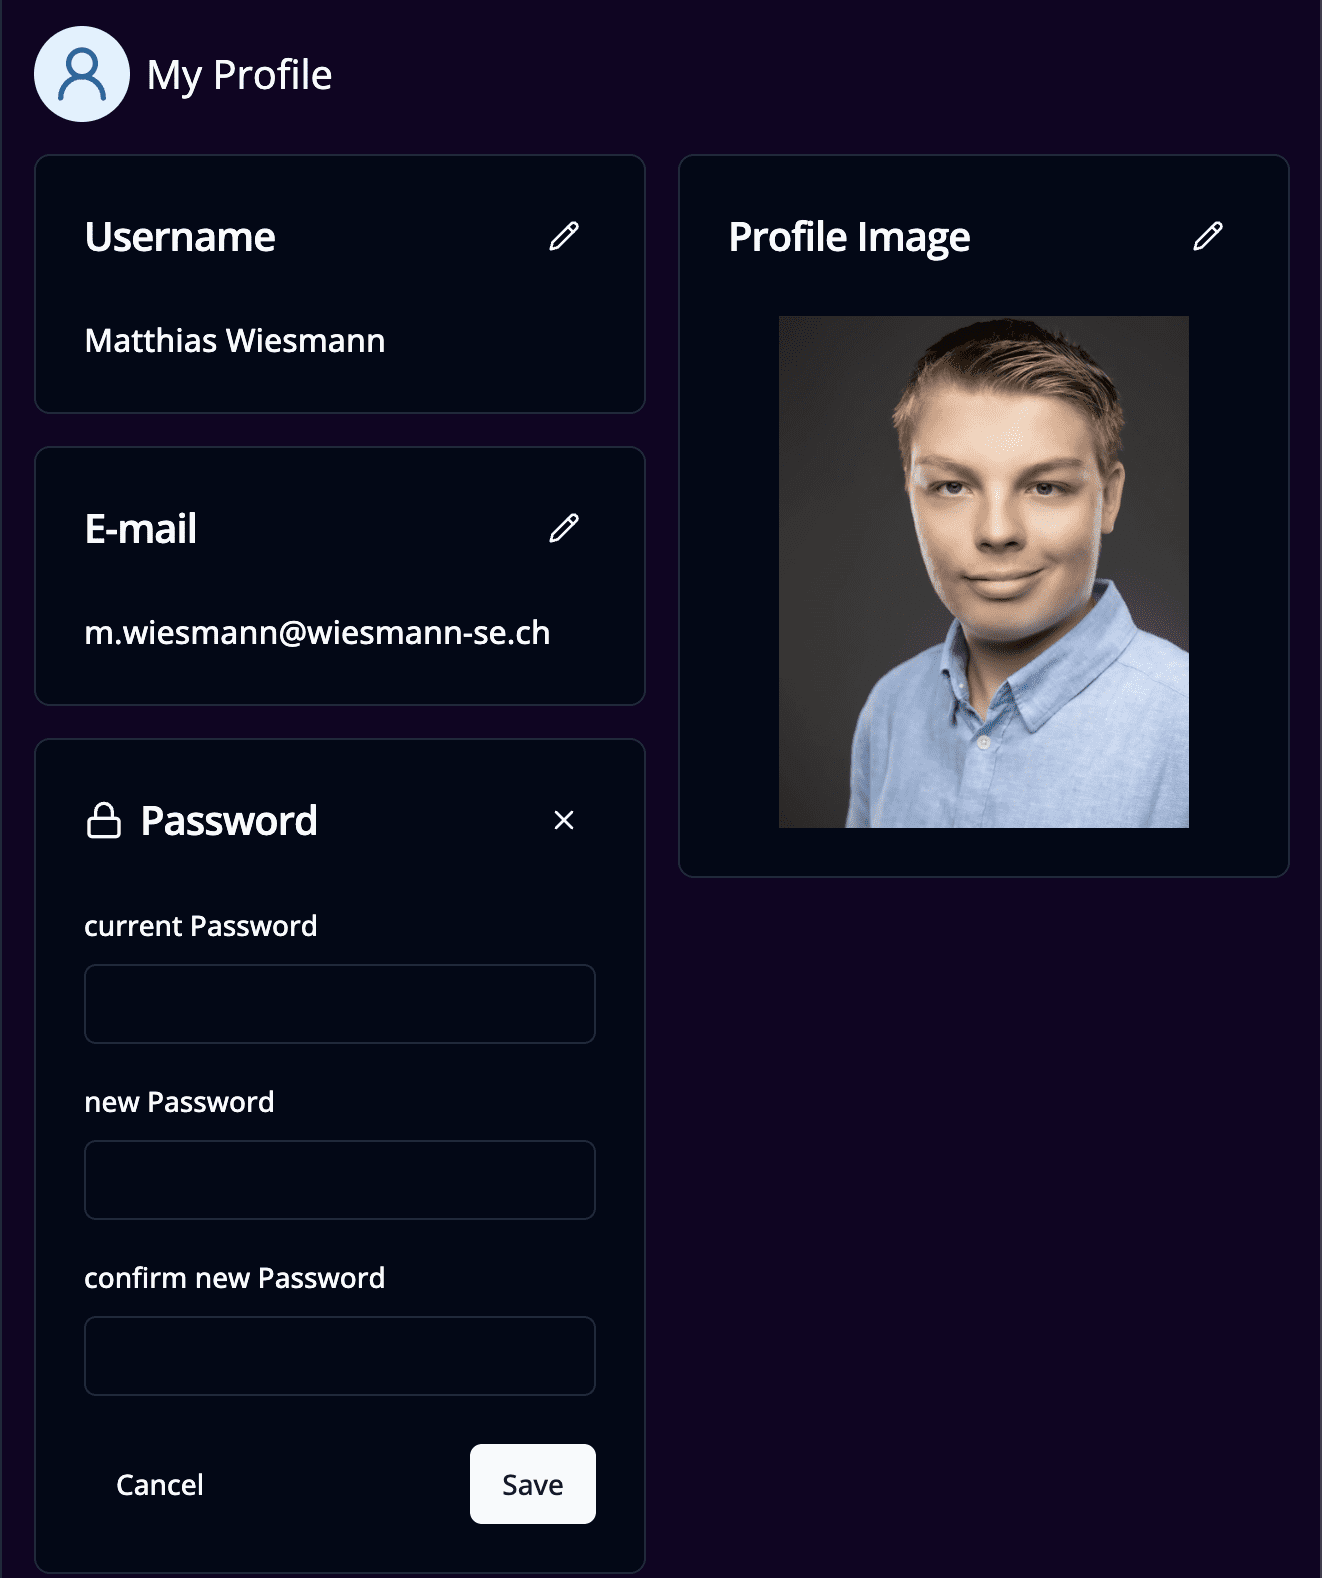 My Profile
Username
Matthias Wiesmann
E-mail
m.wiesmann@wiesmann-se.ch
Password
current Password
new Password
confirm new Password
Cancel
Save
Profile Image